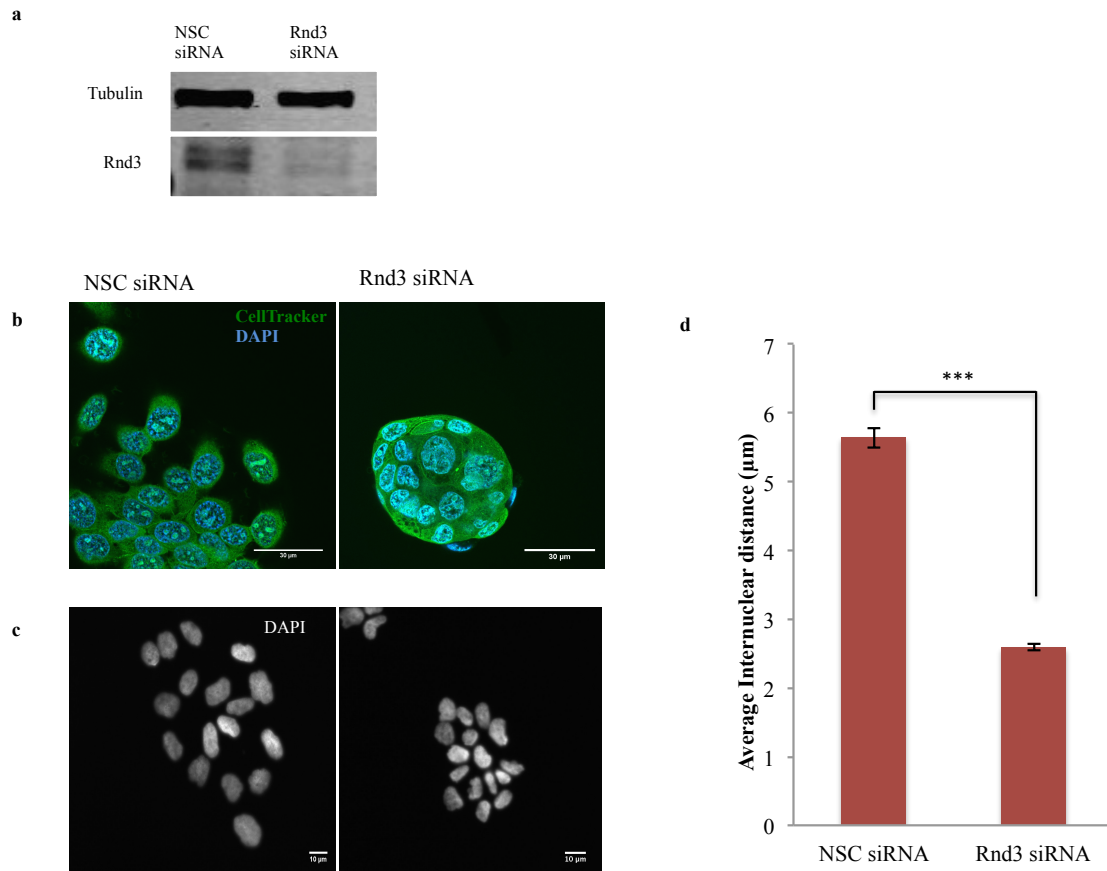 a
NSC
siRNA
Rnd3
siRNA
Tubulin
Rnd3
NSC siRNA
Rnd3 siRNA
b
CellTracker
DAPI
30 µm
30 µm
c
DAPI
10 µm
10 µm
d
Average Internuclear distance (µm)
7
6
5
4
3
2
1
0
***
NSC siRNA
Rnd3 siRNA